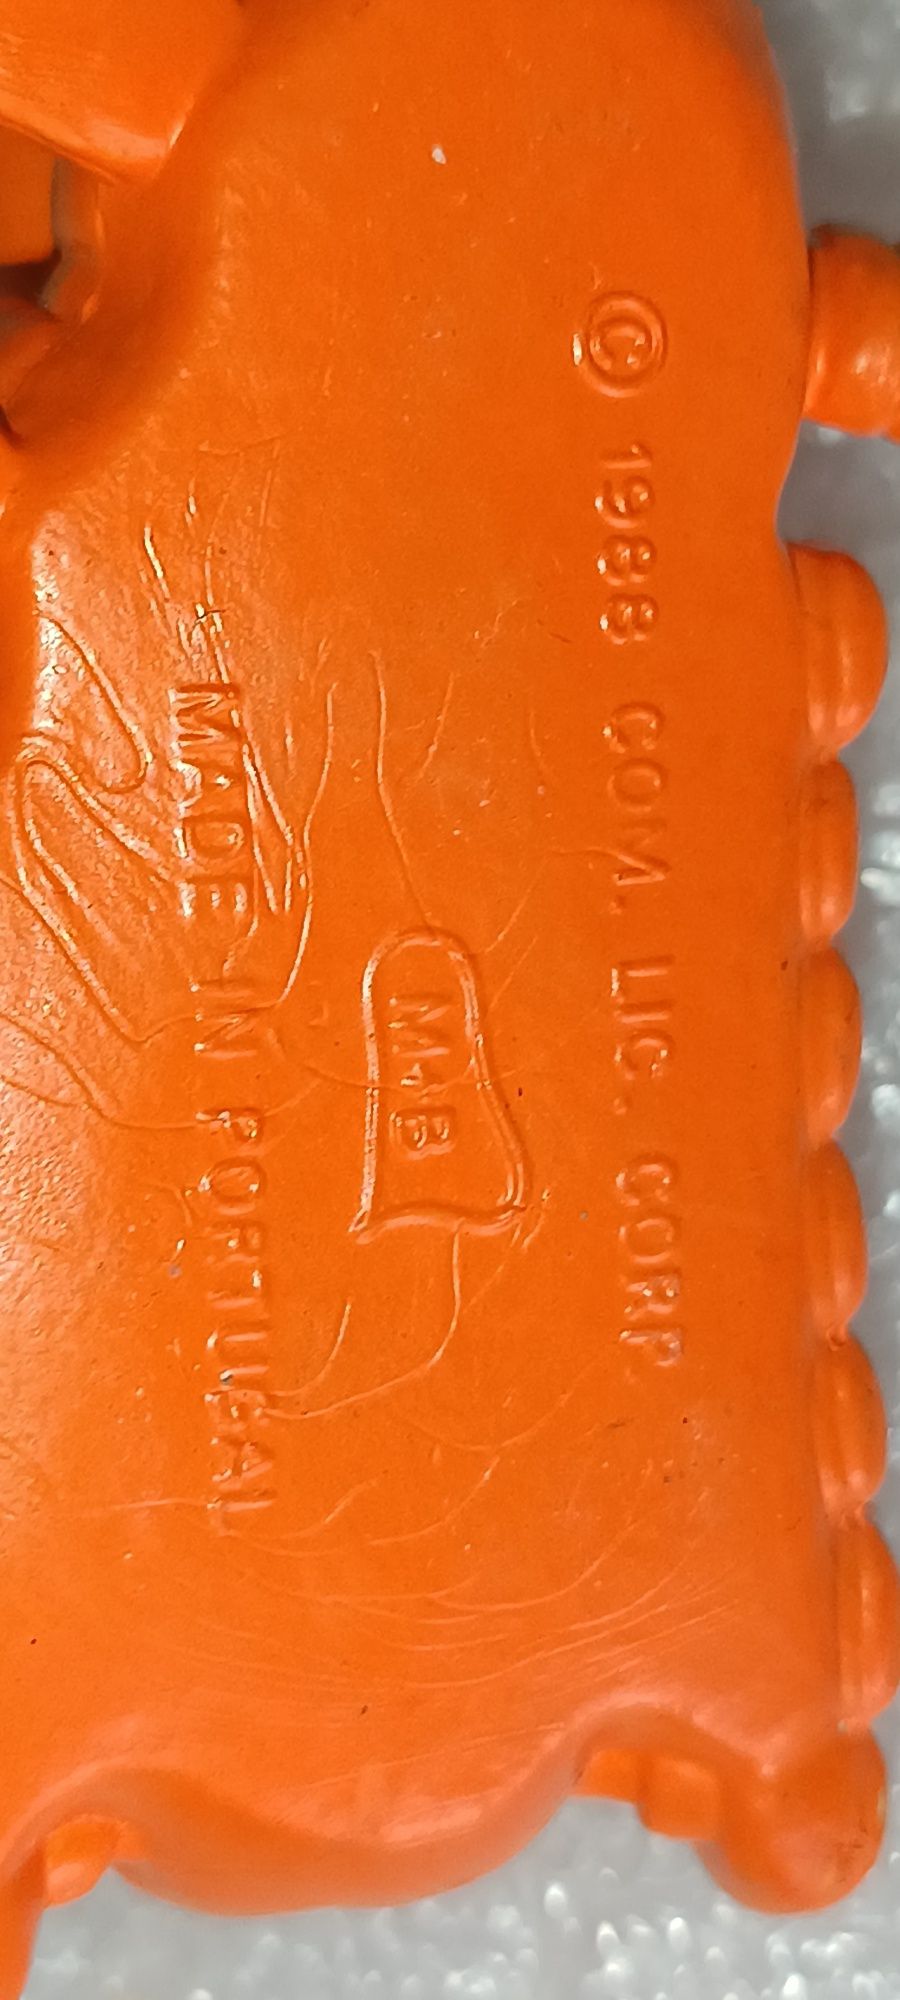 © 1988 COM. LIC. CORP.
M+B
MADE IN PORTUGAL